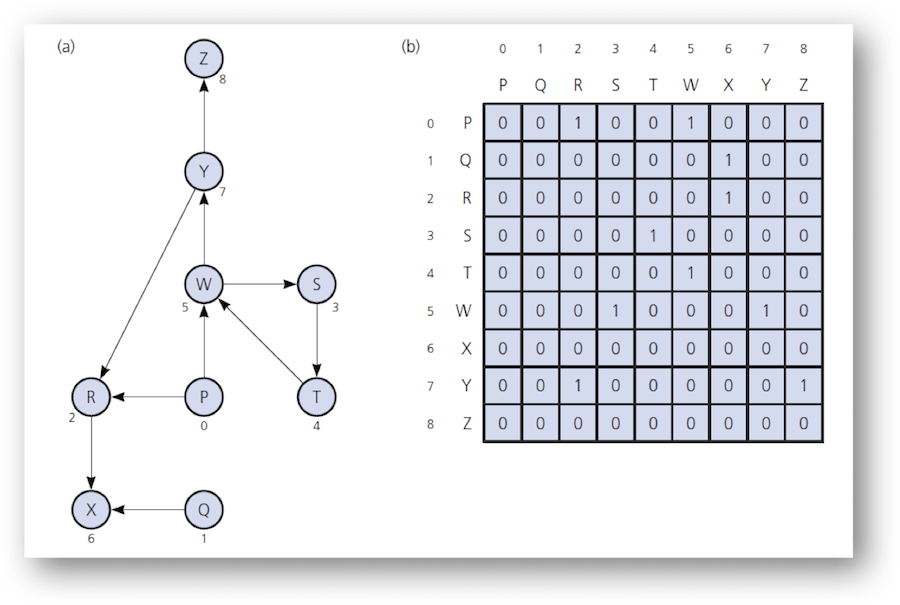 (a)
Z
8
Y
7
W
5
S
3
R
2
P
0
T
4
X
6
Q
1
(b)
0 1 2 3 4 5 6 7 8
P Q R S T W X Y Z
0 P 0 0 1 0 0 1 0 0 0
1 Q 0 0 0 0 0 0 1 0 0
2 R 0 0 0 0 0 0 1 0 0
3 S 0 0 0 0 1 0 0 0 0
4 T 0 0 0 0 0 1 0 0 0
5 W 0 0 0 1 0 0 0 1 0
6 X 0 0 0 0 0 0 0 0 0
7 Y 0 0 1 0 0 0 0 0 1
8 Z 0 0 0 0 0 0 0 0 0